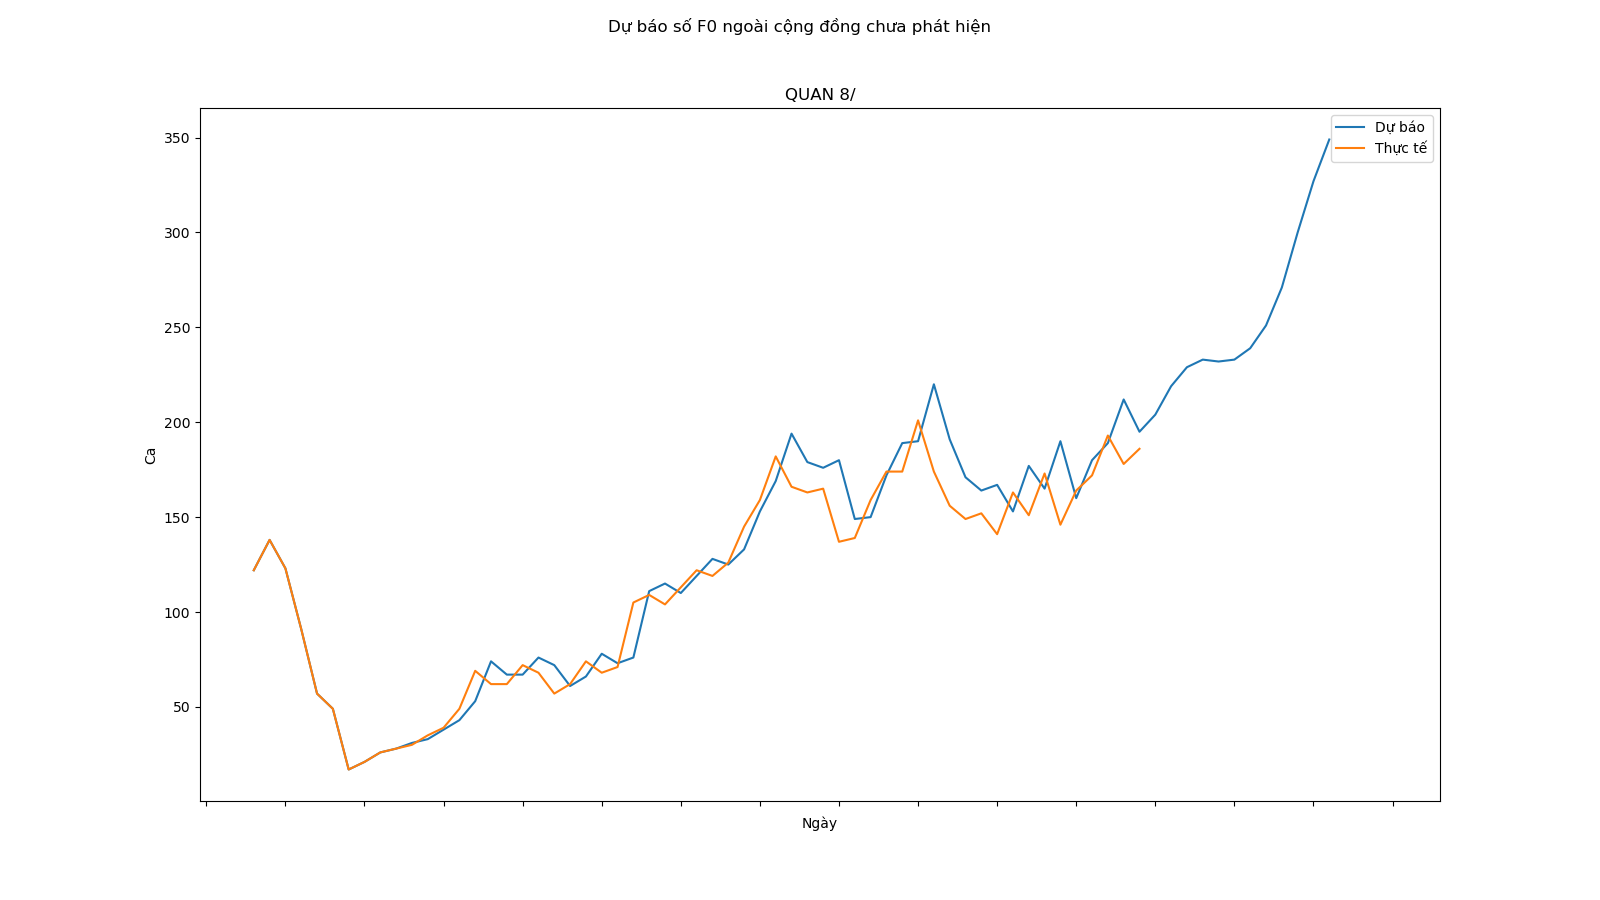 Dự báo số F0 ngoài cộng đồng chưa phát hiện
QUAN 8/
Dự báo
Thực tế
350
300
250
200
150
100
50
Ca
Ngày